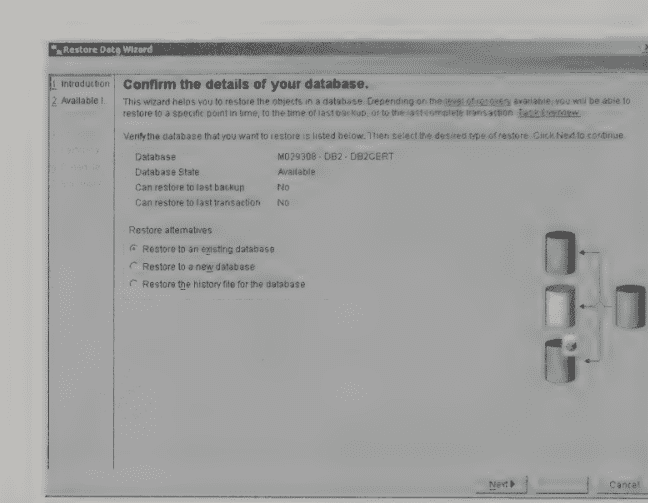 Restore Data Wizard
1. Introduction
2. Available I.
Confirm the details of your database.
This wizard helps you to restore the objects in a database. Depending on the level of recovery available, you will be able to
restore to a specific point in time, to the time of last backup, or to the last complete transaction. Task Overview
Verify the database that you want to restore is listed below. Then select the desired type of restore. Click Next to continue.
Database M029308 - DB2 - DB2CERT
Database State Available
Can restore to last backup No
Can restore to last transaction No
Restore alternatives
Restore to an existing database
Restore to a new database
Restore the history file for the database
Next
Cancel